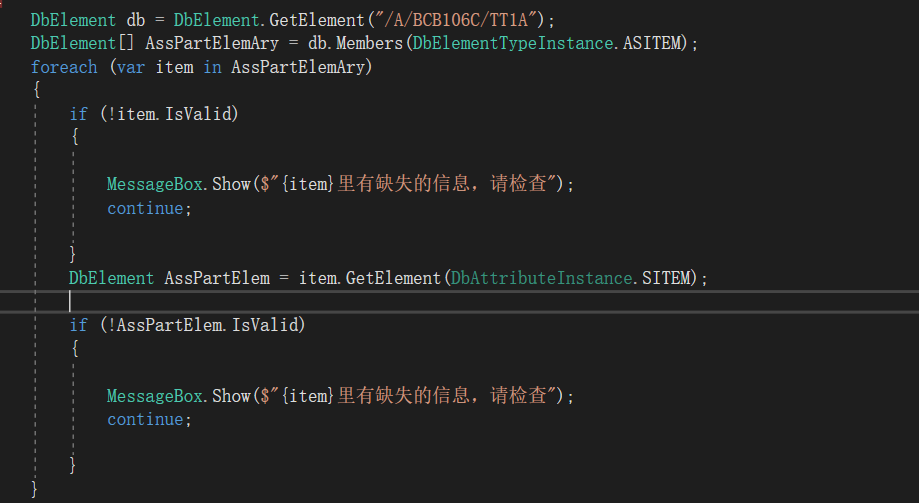 DbElement db = DbElement.GetElement("/A/BCB106C/TT1A");
DbElement[] AssPartElemAry = db.Members(DbElementTypeInstance.ASITEM);
foreach (var item in AssPartElemAry)
{
if (!item.IsValid)
{
MessageBox.Show($"{item}里有缺失的信息，请检查");
continue;
}
DbElement AssPartElem = item.GetElement(DbAttributeInstance.SITEM);
if (!AssPartElem.IsValid)
{
MessageBox.Show($"{item}里有缺失的信息，请检查");
continue;
}
}